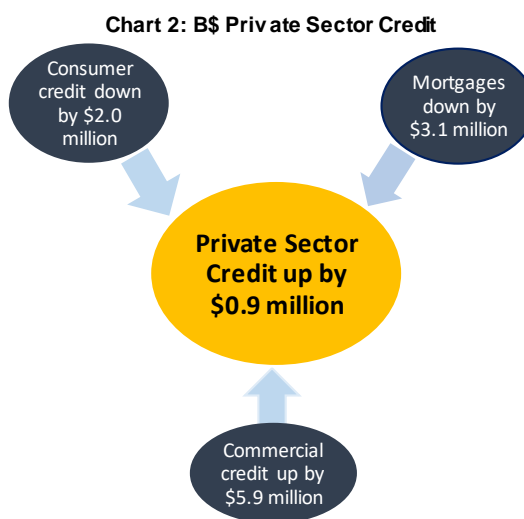 Chart 2: B$ Private Sector Credit
Consumer
credit down
by $2.0
million
Mortgages
down by
$3.1 million
Private Sector
Credit up by
$0.9 million
Commercial
credit up by
$5.9 million